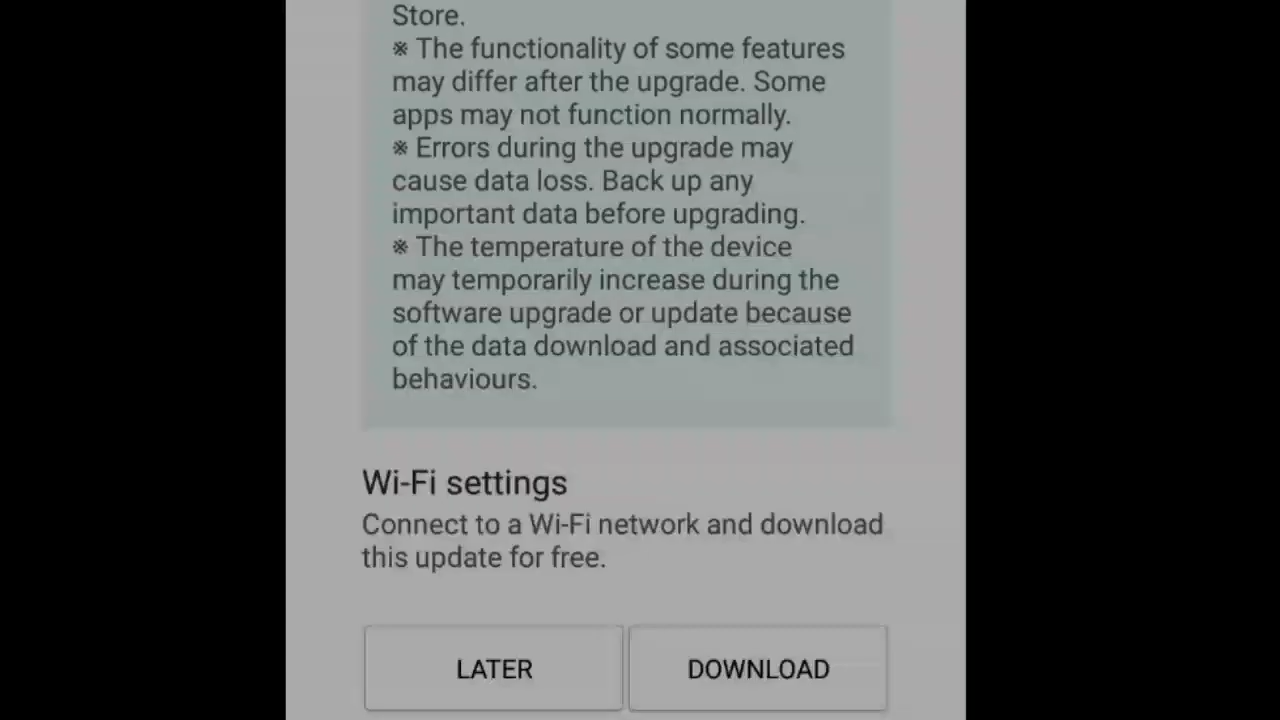 Store.
※ The functionality of some features
may differ after the upgrade. Some
apps may not function normally.
※ Errors during the upgrade may
cause data loss. Back up any
important data before upgrading.
※ The temperature of the device
may temporarily increase during the
software upgrade or update because
of the data download and associated
behaviours.
Wi-Fi settings
Connect to a Wi-Fi network and download
this update for free.
LATER
DOWNLOAD